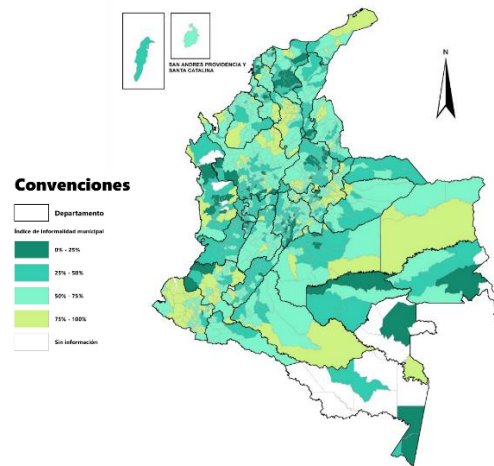 SAN ANDRES PROVIDENCIA Y
SANTA CATALINA
N
Convenciones
Departamento
Índice de Informalidad municipal
0% - 25%
25% - 50%
50% - 75%
75% - 100%
Sin información